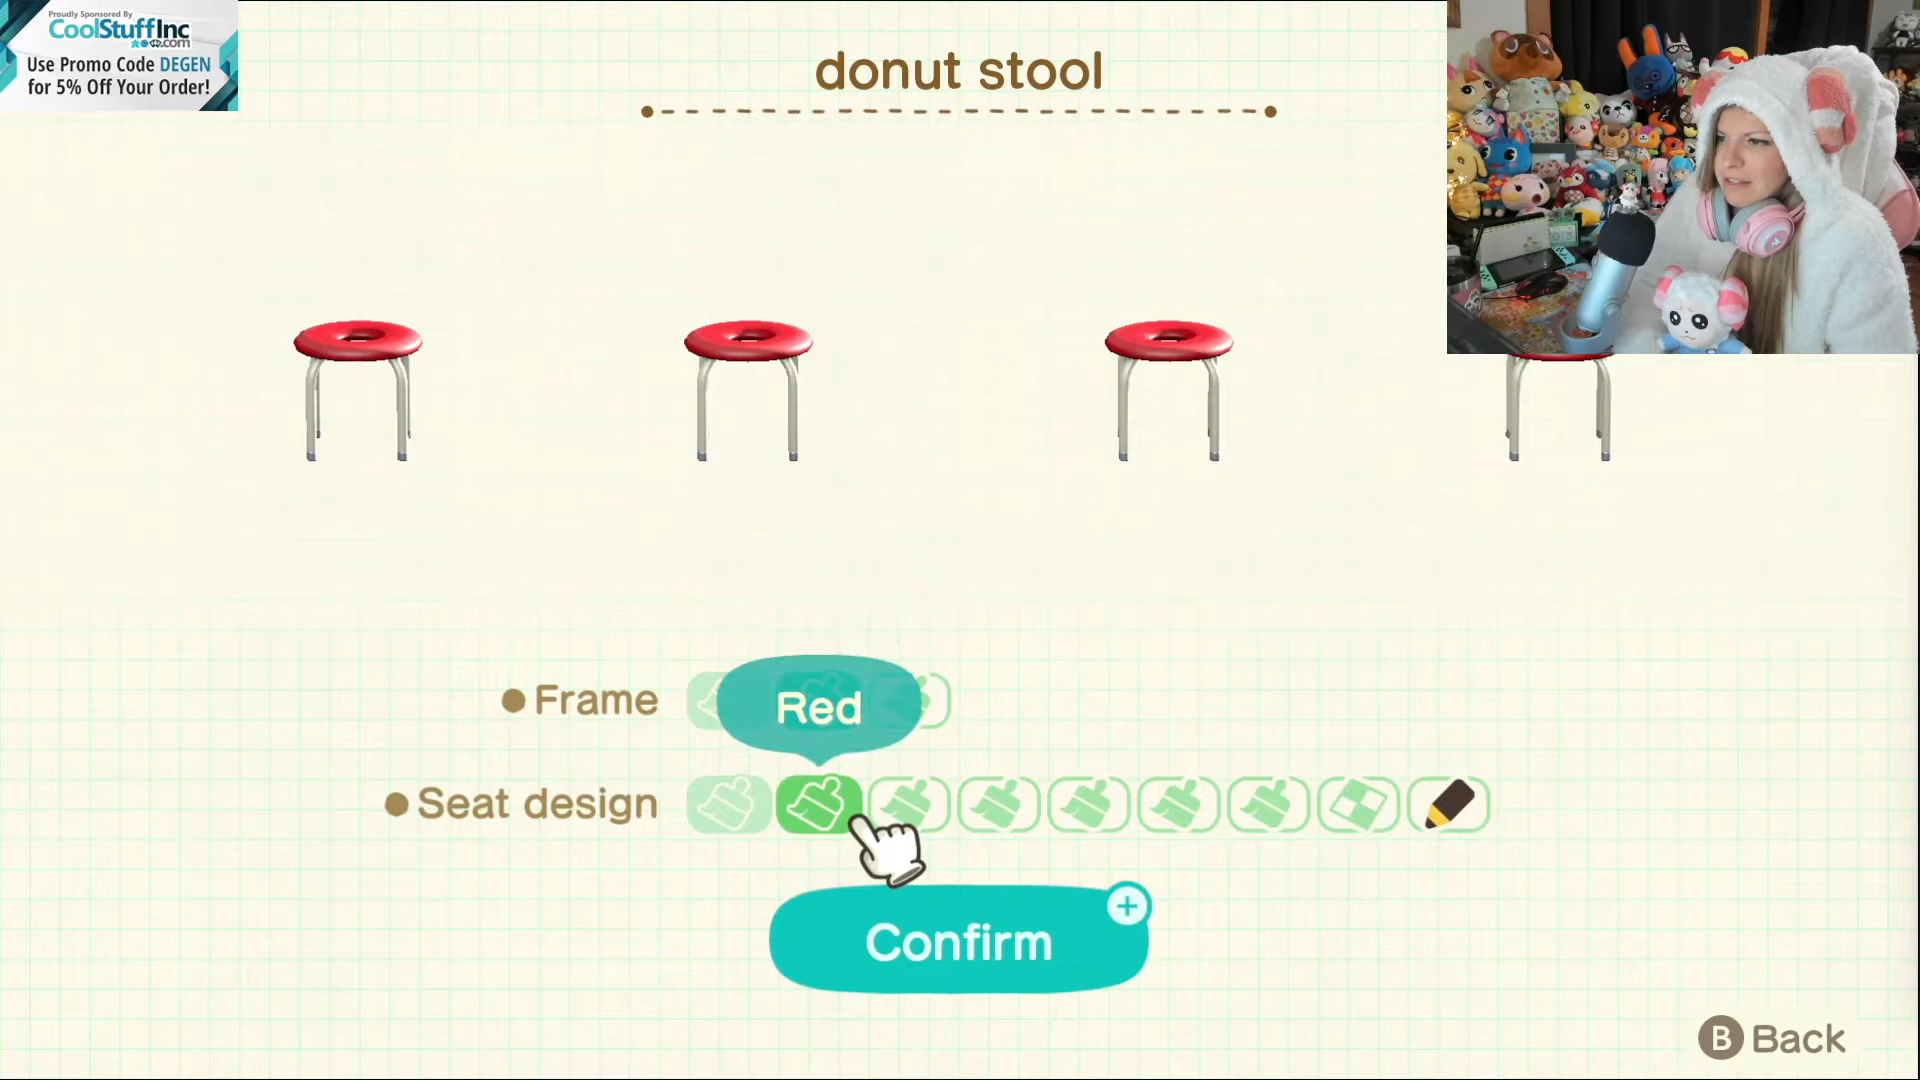 Proudly Sponsored By
CoolStuffInc
.com
Use Promo Code DEGEN
for 5% Off Your Order!
donut stool
Frame
Red
Seat design
Confirm
B Back